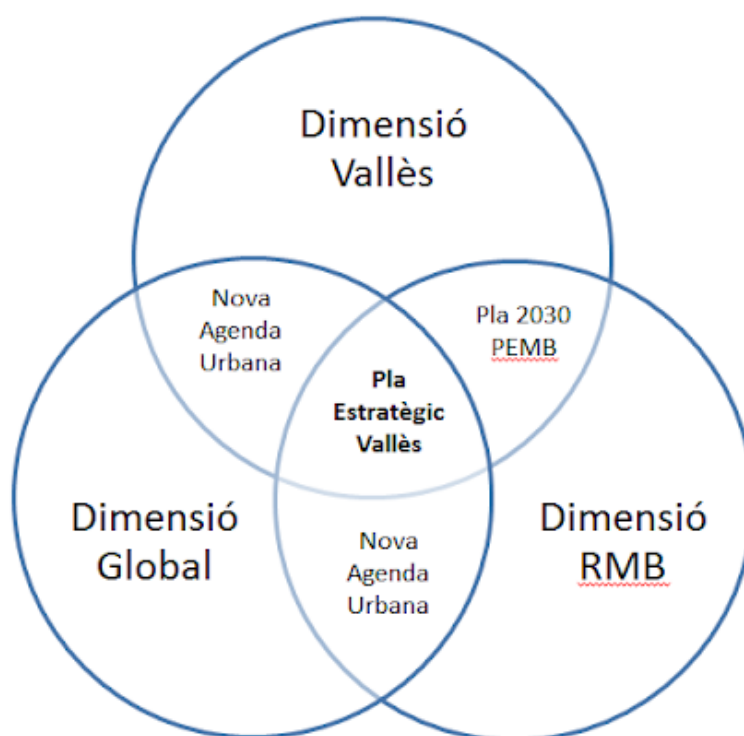 Dimensió
Vallès
Nova
Agenda
Urbana
Pla 2030
PEMB
Pla
Estratègic
Vallès
Dimensió
Global
Dimensió
RMB
Nova
Agenda
Urbana